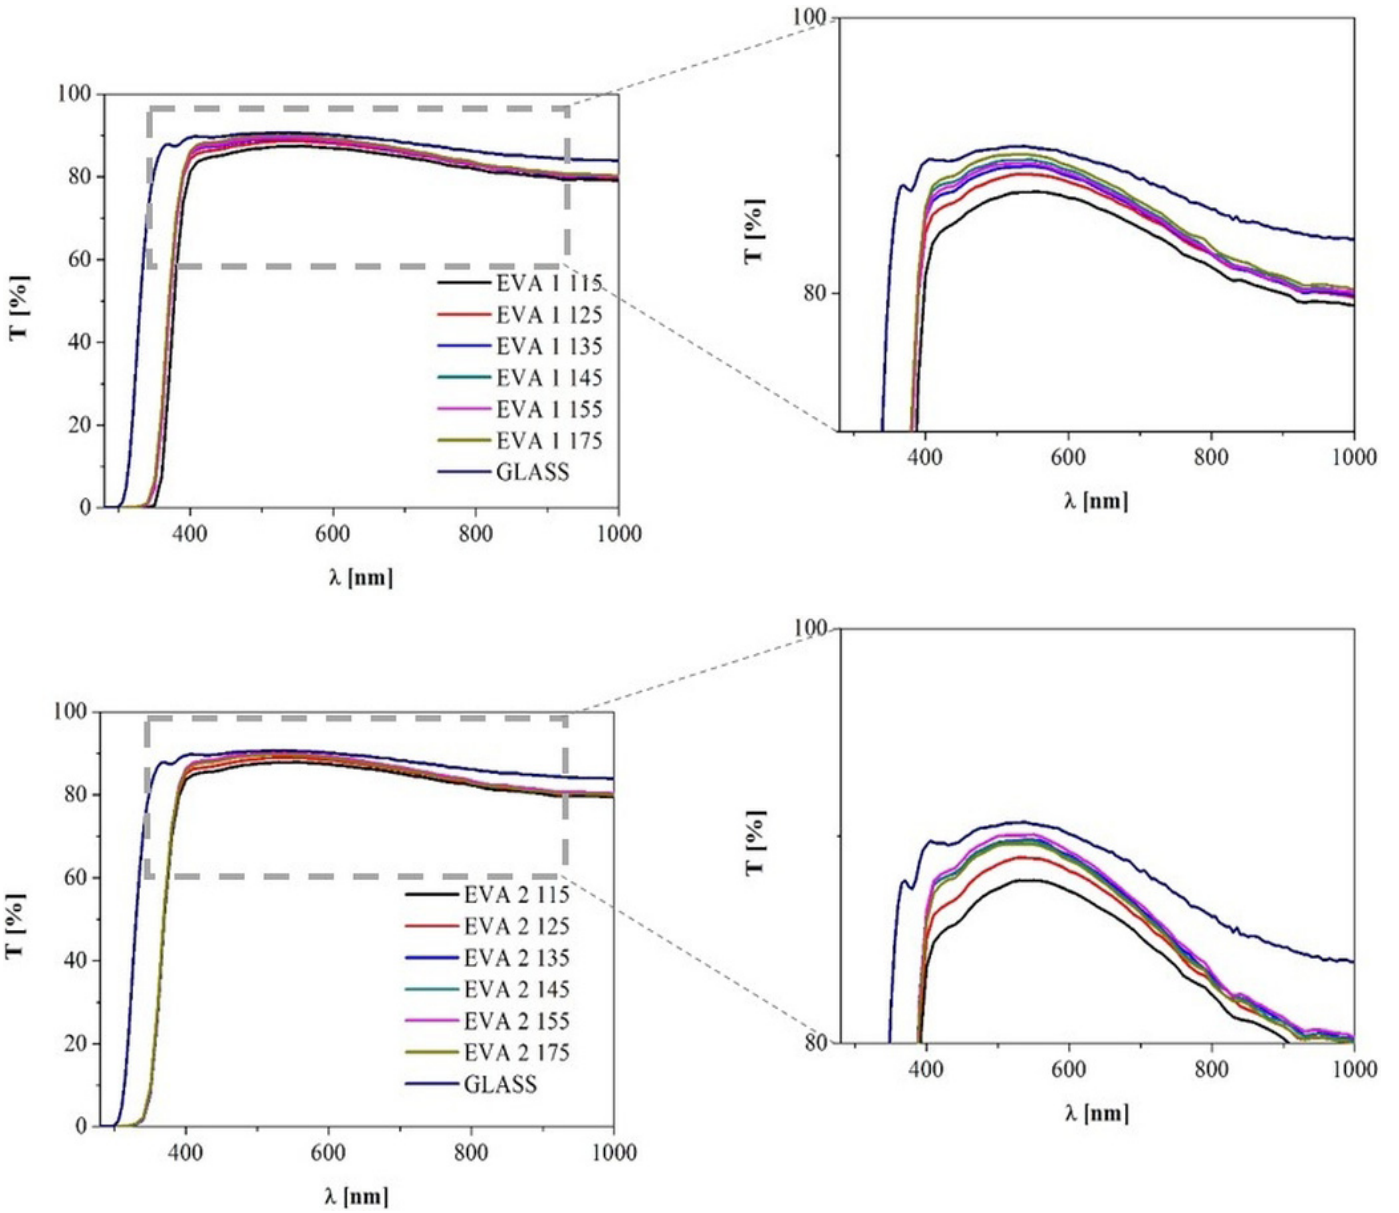 100
80
60
40
20
0
T [%]
400 600 800 1000
λ [nm]
EVA 1 115
EVA 1 125
EVA 1 135
EVA 1 145
EVA 1 155
EVA 1 175
GLASS
100
80
T [%]
400 600 800 1000
λ [nm]
100
80
60
40
20
0
T [%]
400 600 800 1000
λ [nm]
EVA 2 115
EVA 2 125
EVA 2 135
EVA 2 145
EVA 2 155
EVA 2 175
GLASS
100
80
T [%]
400 600 800 1000
λ [nm]